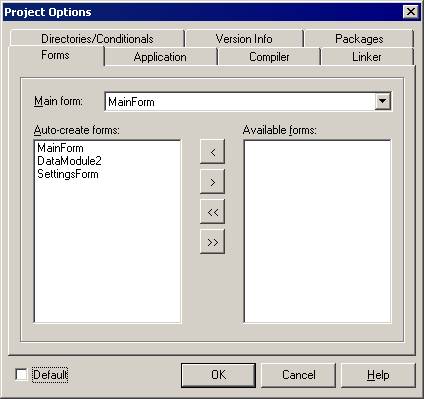 Project Options
Directories/Conditionals Version Info Packages
Forms Application Compiler Linker
Main form: MainForm
Auto-create forms: Available forms:
MainForm
DataModule2
SettingsForm
<
>
<<
>>
Default OK Cancel Help